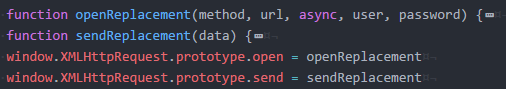 function openReplacement(method, url, async, user, password) {
function sendReplacement(data) {
window.XMLHttpRequest.prototype.open = openReplacement
window.XMLHttpRequest.prototype.send = sendReplacement